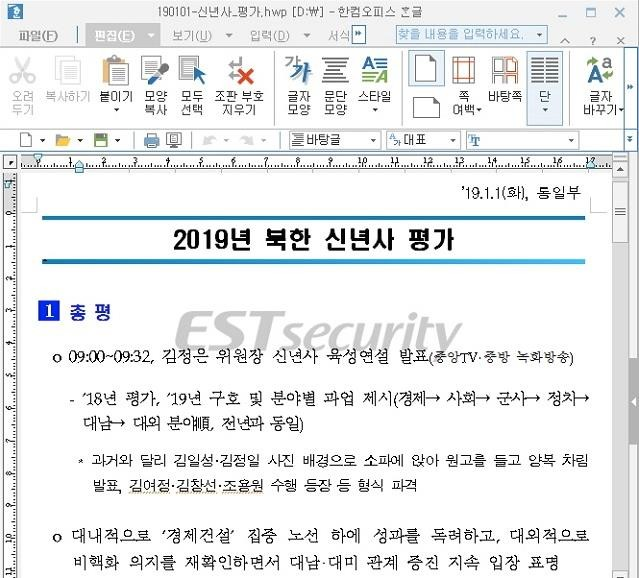 190101-신년사_평가.hwp [D:₩] - 한컴오피스 한글
파일(F) 편집(E) 보기(U) 입력(D) 서식 찾을 내용을 입력하세요.
오려 두기 복사하기 붙이기 모양 복사 모두 선택 조판 부호 지우기 글자 모양 문단 모양 스타일 쪽 여백 바탕쪽 단 글자 바꾸기
바탕글 대표
'19.1.1(화), 통일부
2019년 북한 신년사 평가
1 총 평
ESTsecurity
o 09:00~09:32, 김정은 위원장 신년사 육성연설 발표(중앙TV·중방 녹화방송)
- '18년 평가, '19년 구호 및 분야별 과업 제시(경제→ 사회→ 군사→ 정치→
대남→ 대외 분야順, 전년과 동일)
* 과거와 달리 김일성·김정일 사진 배경으로 소파에 앉아 원고를 들고 양복 차림
발표, 김여정·김창선·조용원 수행 등장 등 형식 파격
o 대내적으로 '경제건설' 집중 노선 하에 성과를 독려하고, 대외적으로
비핵화 의지를 재확인하면서 대남·대미 관계 증진 지속 입장 표명